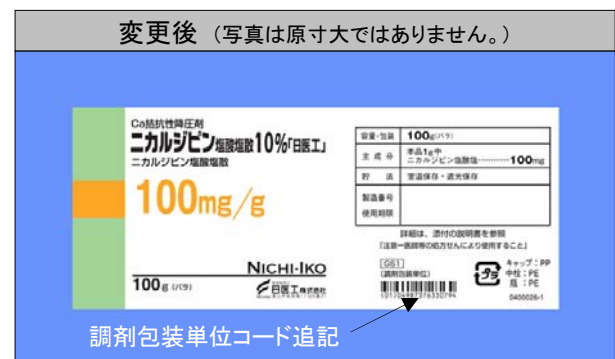 変更後 (写真は原寸大ではありません。)
Ca拮抗性降圧剤
ニカルジピン塩酸塩散10%「日医工」
ニカルジピン塩酸塩散
100mg/g
NICHI-IKO
100g (バラ)
日医工株式会社
容量・包装 100g(バラ)
主成分 本品1g中
ニカルジピン塩酸塩…………100mg
貯法 室温保存・遮光保存
製造番号
使用期限
詳細は、添付の説明書を参照
「注意-医師等の処方せんにより使用すること」
[GS1]
(調剤包装単位)
(01)04987376330794
プラ
キャップ:PP
中栓:PE
瓶:PE
0400026-1
調剤包装単位コード追記